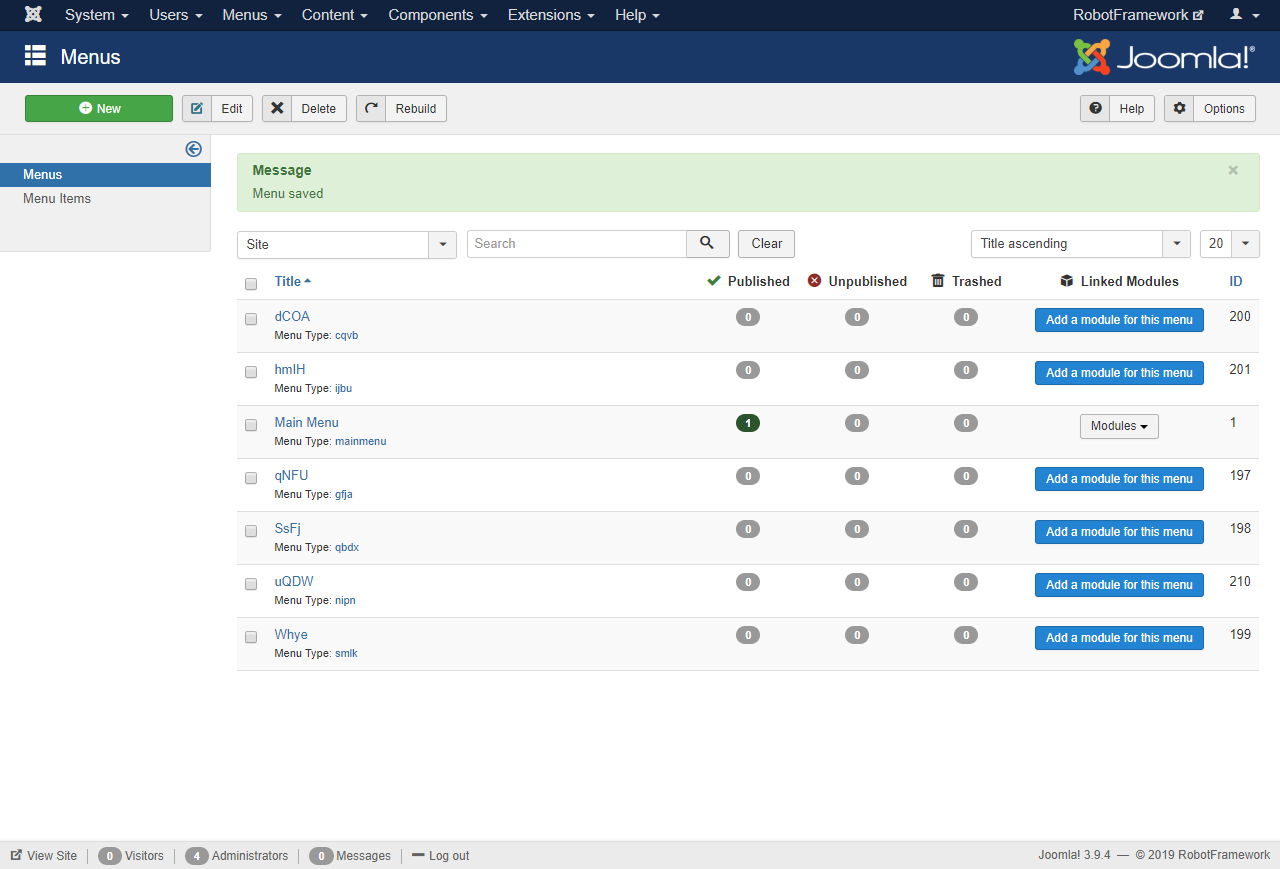 System Users Menus Content Components Extensions Help RobotFramework
Menus Joomla!®
New Edit Delete Rebuild Help Options
Menus
Menu Items
Message ×
Menu saved
Site Search Clear Title ascending 20
Title Published Unpublished Trashed Linked Modules ID
dCOA 0 0 0 Add a module for this menu 200
Menu Type: cqvb
hmIH 0 0 0 Add a module for this menu 201
Menu Type: ijbu
Main Menu 1 0 0 Modules 1
Menu Type: mainmenu
qNFU 0 0 0 Add a module for this menu 197
Menu Type: gfja
SsFj 0 0 0 Add a module for this menu 198
Menu Type: qbdx
uQDW 0 0 0 Add a module for this menu 210
Menu Type: nipn
Whye 0 0 0 Add a module for this menu 199
Menu Type: smlk
View Site 0 Visitors 4 Administrators 0 Messages Log out Joomla! 3.9.4 — © 2019 RobotFramework